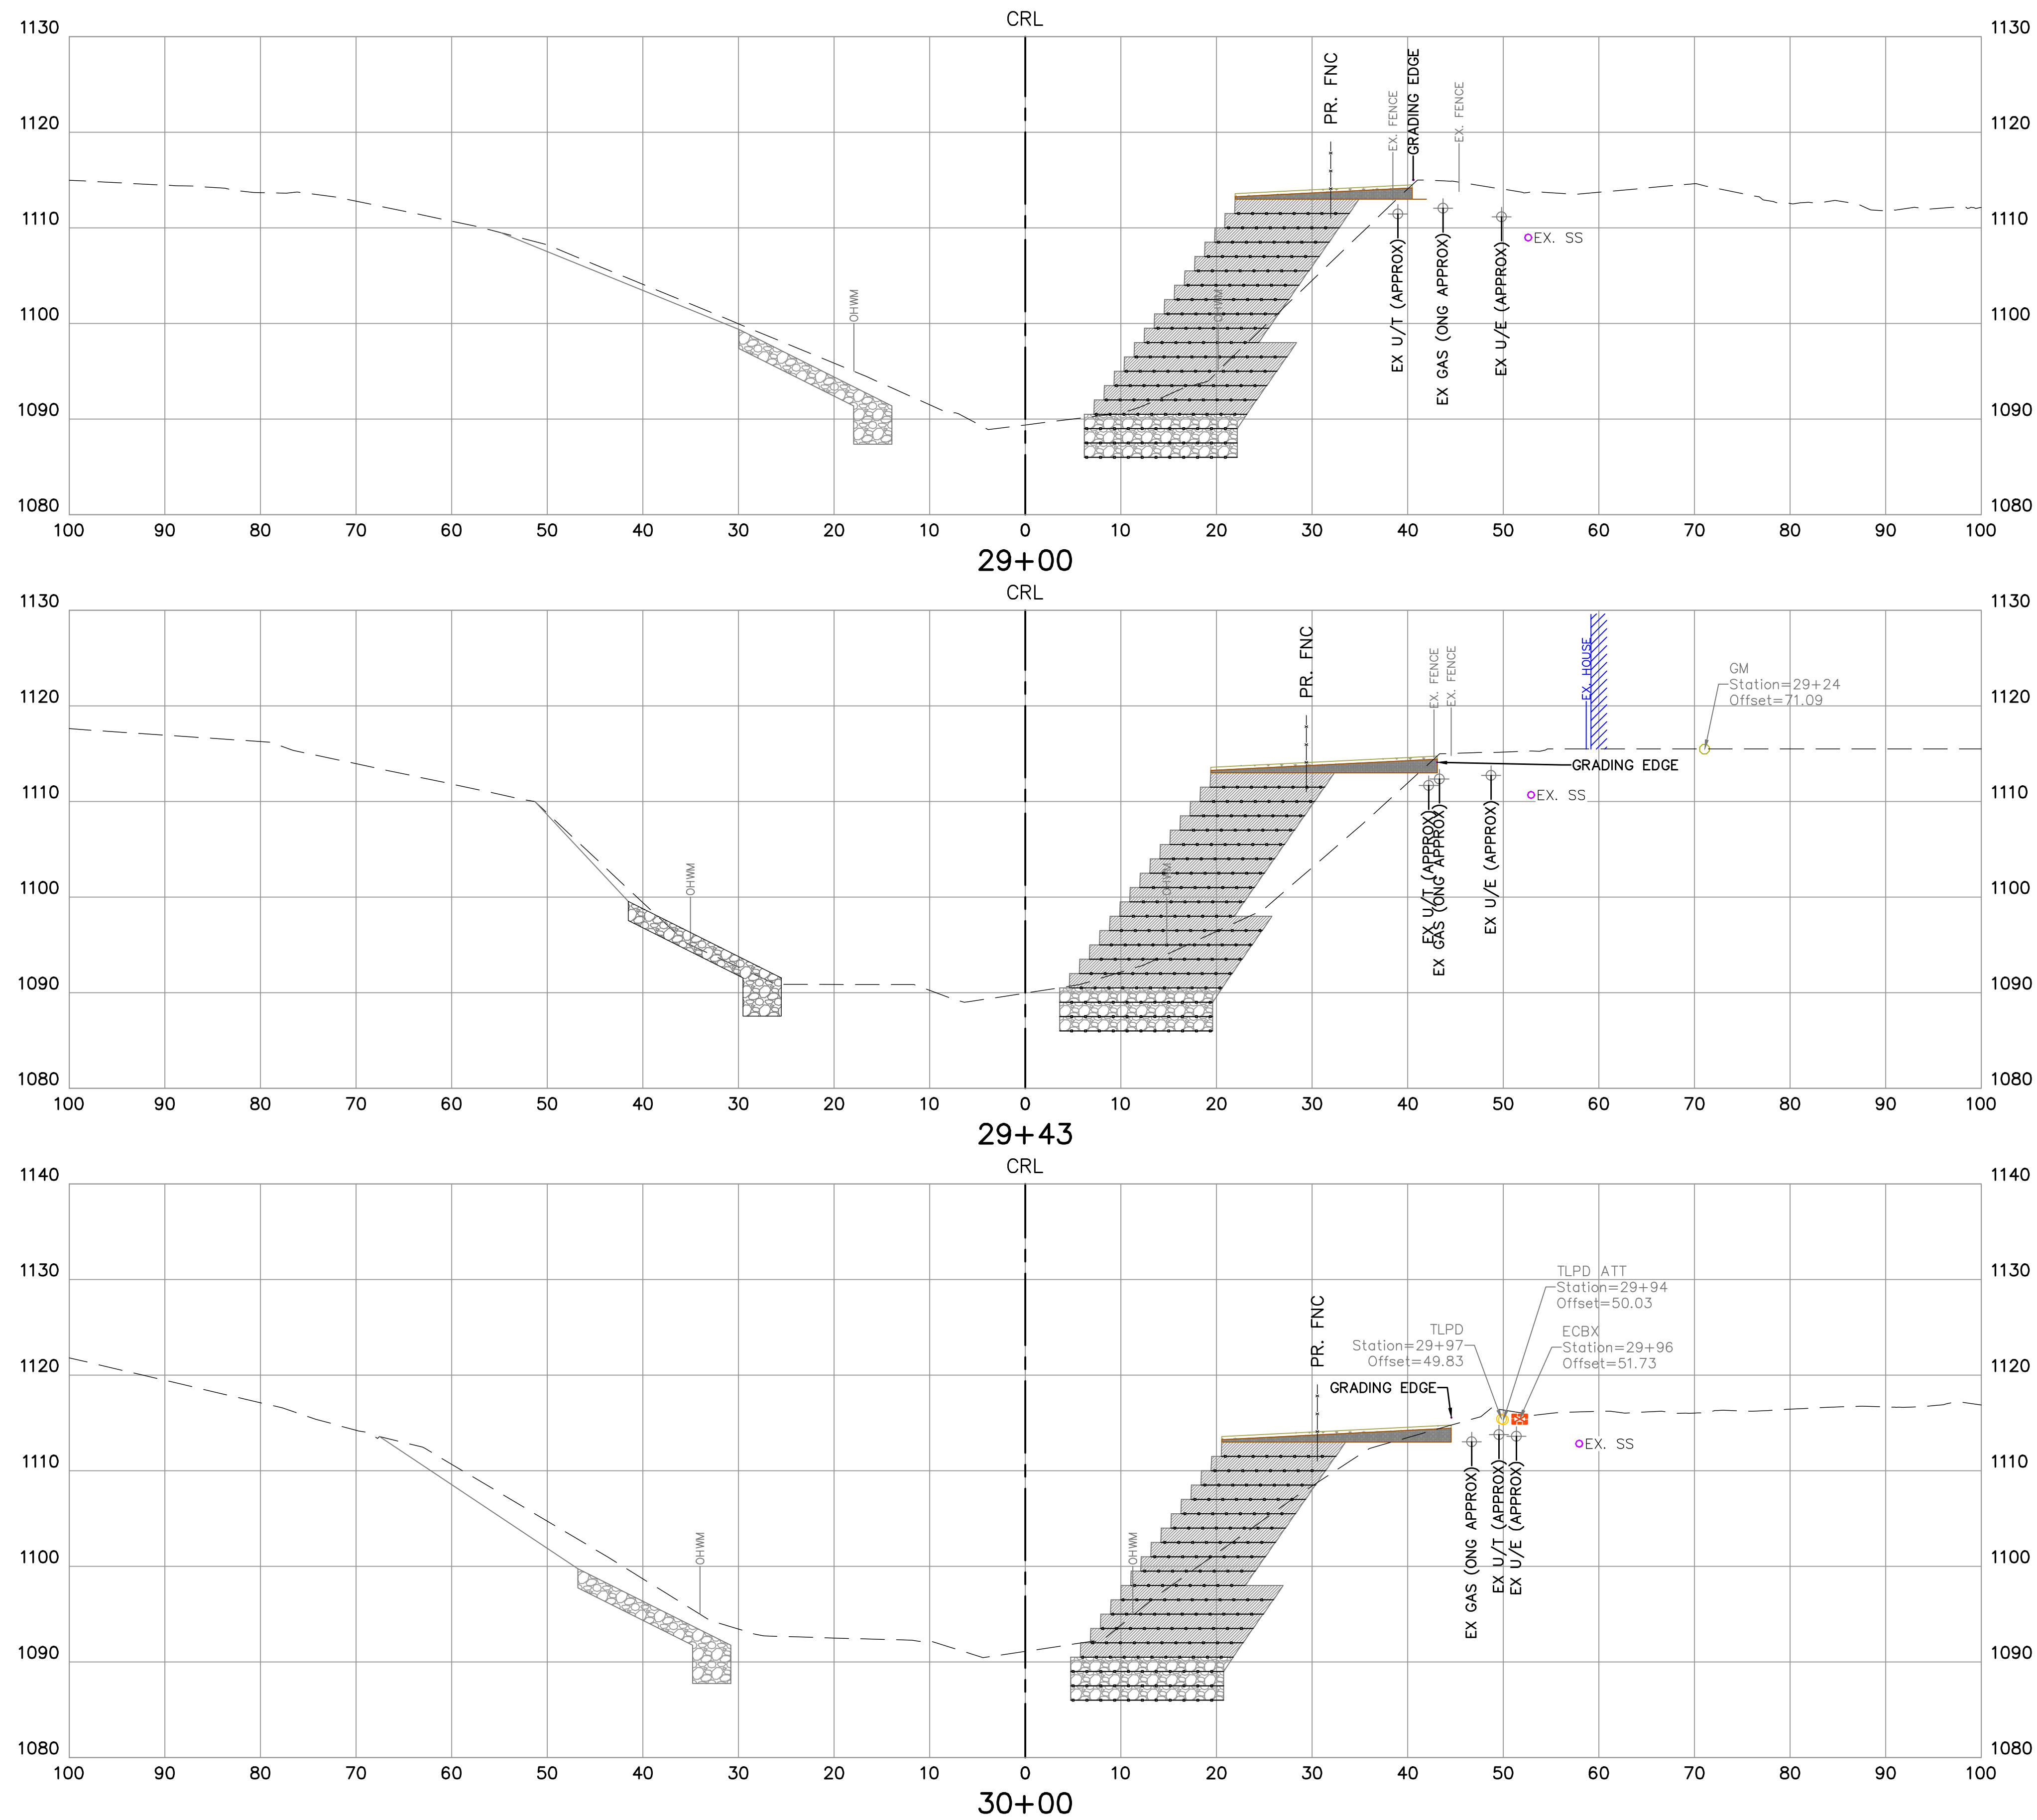 CRL
1130 1130
1120 1120
1110 1110
1100 1100
1090 1090
1080 1080
OHWM
OHWM
PR. FNC
EX. FENCE
GRADING EDGE
EX. FENCE
EX U/T (APPROX)
EX GAS (ONG APPROX)
EX U/E (APPROX)
EX. SS
100 90 80 70 60 50 40 30 20 10 0 10 20 30 40 50 60 70 80 90 100
29+00
CRL
1130 1130
1120 1120
1110 1110
1100 1100
1090 1090
1080 1080
OHWM
OHWM
PR. FNC
EX. FENCE
EX. FENCE
EX. HOUSE
GM
Station=29+24
Offset=71.09
GRADING EDGE
EX U/T (APPROX)
EX GAS (ONG APPROX)
EX U/E (APPROX)
EX. SS
100 90 80 70 60 50 40 30 20 10 0 10 20 30 40 50 60 70 80 90 100
29+43
CRL
1140 1140
1130 1130
1120 1120
1110 1110
1100 1100
1090 1090
1080 1080
OHWM
OHWM
PR. FNC
TLPD ATT
Station=29+94
Offset=50.03
TLPD
Station=29+97
Offset=49.83
ECBX
Station=29+96
Offset=51.73
GRADING EDGE
EX GAS (ONG APPROX)
EX U/T (APPROX)
EX U/E (APPROX)
EX. SS
100 90 80 70 60 50 40 30 20 10 0 10 20 30 40 50 60 70 80 90 100
30+00